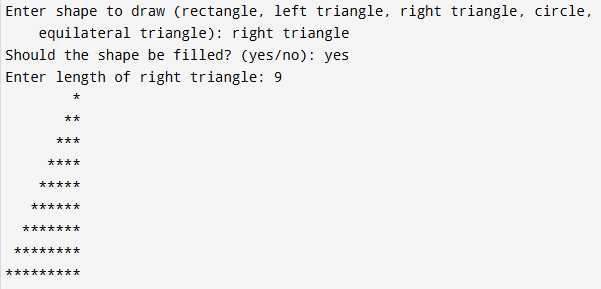 Enter shape to draw (rectangle, left triangle, right triangle, circle,
    equilateral triangle): right triangle
Should the shape be filled? (yes/no): yes
Enter length of right triangle: 9
        *
       **
      ***
     ****
    *****
   ******
  *******
 ********
*********